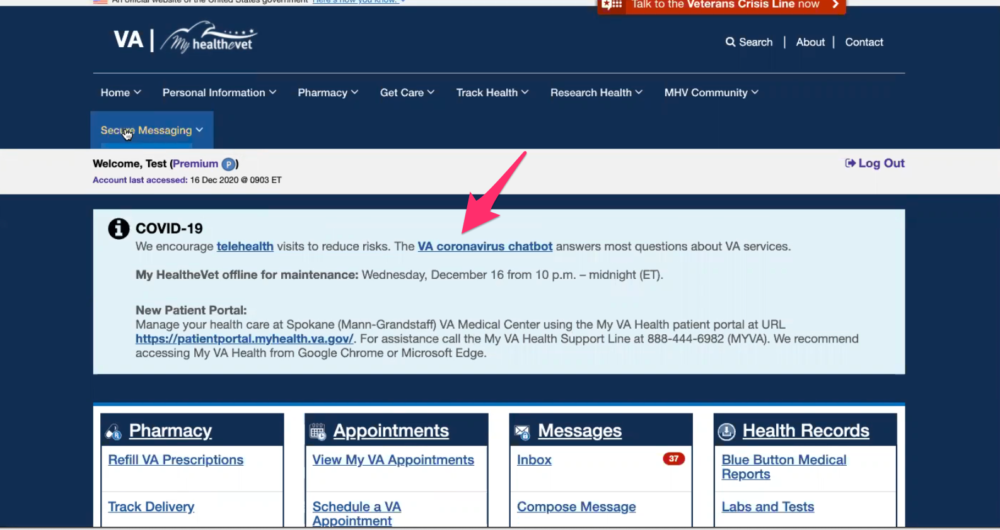 An official website of the United States government Here's how you know.
Talk to the Veterans Crisis Line now
VA | My healthevet
Search | About | Contact
Home Personal Information Pharmacy Get Care Track Health Research Health MHV Community
Secure Messaging
Welcome, Test (Premium P)
Log Out
Account last accessed: 16 Dec 2020 @ 0903 ET
COVID-19
We encourage telehealth visits to reduce risks. The VA coronavirus chatbot answers most questions about VA services.
My HealtheVet offline for maintenance: Wednesday, December 16 from 10 p.m. – midnight (ET).
New Patient Portal:
Manage your health care at Spokane (Mann-Grandstaff) VA Medical Center using the My VA Health patient portal at URL
https://patientportal.myhealth.va.gov/. For assistance call the My VA Health Support Line at 888-444-6982 (MYVA). We recommend
accessing My VA Health from Google Chrome or Microsoft Edge.
Pharmacy
Refill VA Prescriptions
Track Delivery
Appointments
View My VA Appointments
Schedule a VA
Appointment
Messages
Inbox 37
Compose Message
Health Records
Blue Button Medical
Reports
Labs and Tests